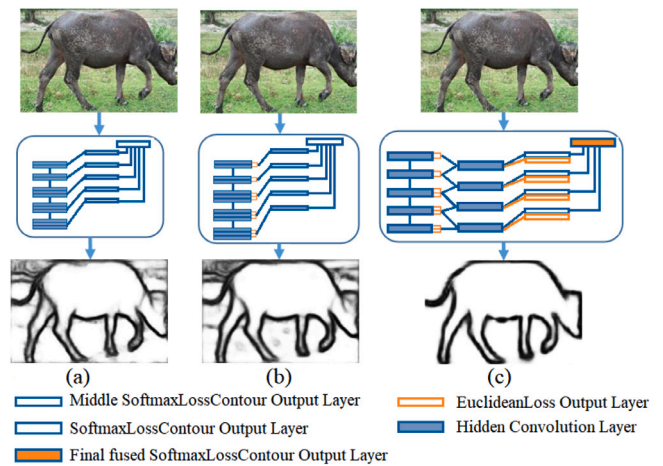 (a) (b) (c)
Middle SoftmaxLossContour Output Layer
SoftmaxLossContour Output Layer
Final fused SoftmaxLossContour Output Layer
EuclideanLoss Output Layer
Hidden Convolution Layer